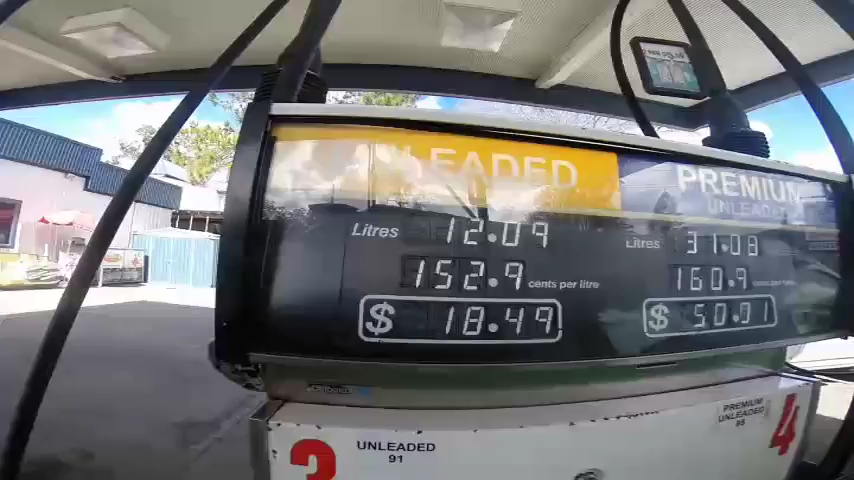 UNLEADED
Litres 12.09
152.9 cents per litre
$ 18.49
3
UNLEADED
91
PREMIUM
UNLEADED
Litres 31.08
160.9
$ 50.01
PREMIUM
UNLEADED
95
4